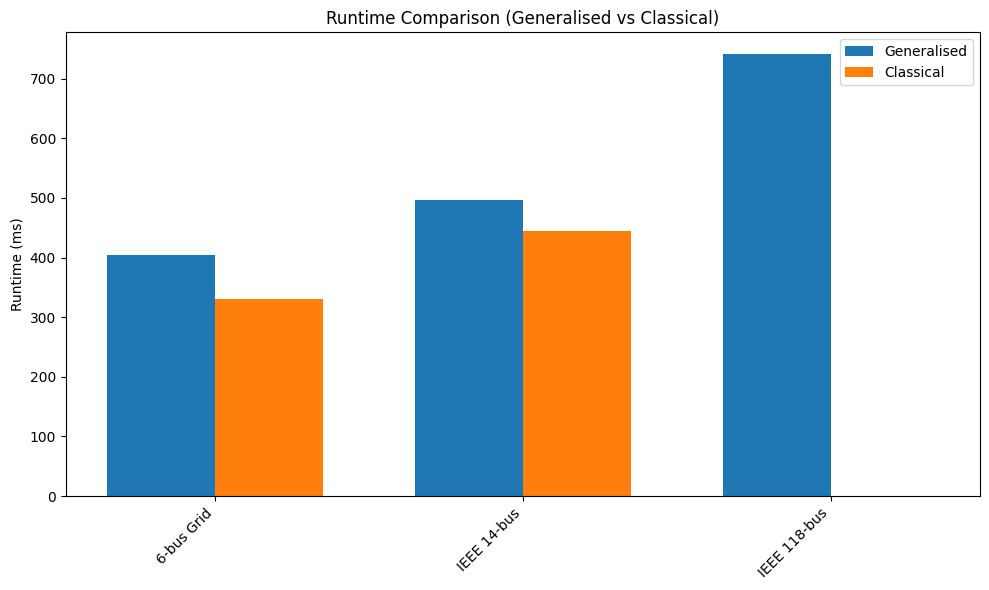 Runtime Comparison (Generalised vs Classical)
Generalised
Classical
Runtime (ms)
700
600
500
400
300
200
100
0
6-bus Grid
IEEE 14-bus
IEEE 118-bus